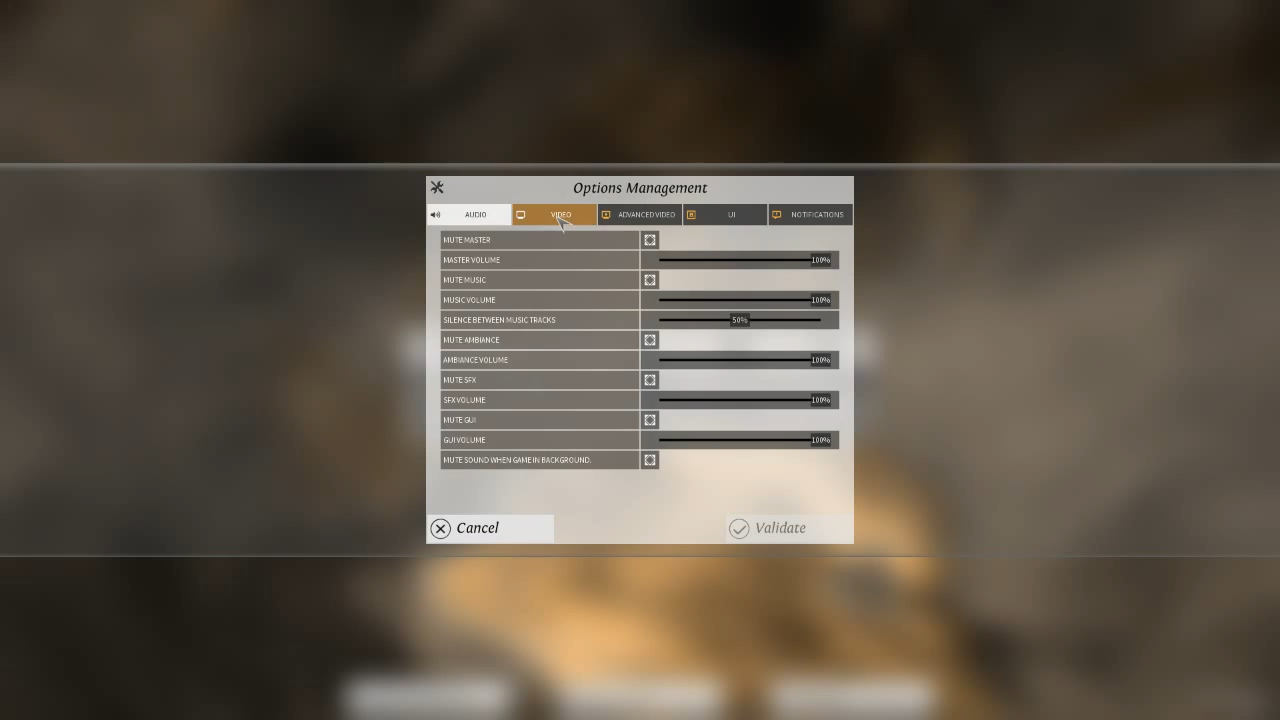 Options Management
AUDIO VIDEO ADVANCED VIDEO UI NOTIFICATIONS
MUTE MASTER
MASTER VOLUME 100%
MUTE MUSIC
MUSIC VOLUME 100%
SILENCE BETWEEN MUSIC TRACKS 50%
MUTE AMBIANCE
AMBIANCE VOLUME 100%
MUTE SFX
SFX VOLUME 100%
MUTE GUI
GUI VOLUME 100%
MUTE SOUND WHEN GAME IN BACKGROUND.
Cancel Validate